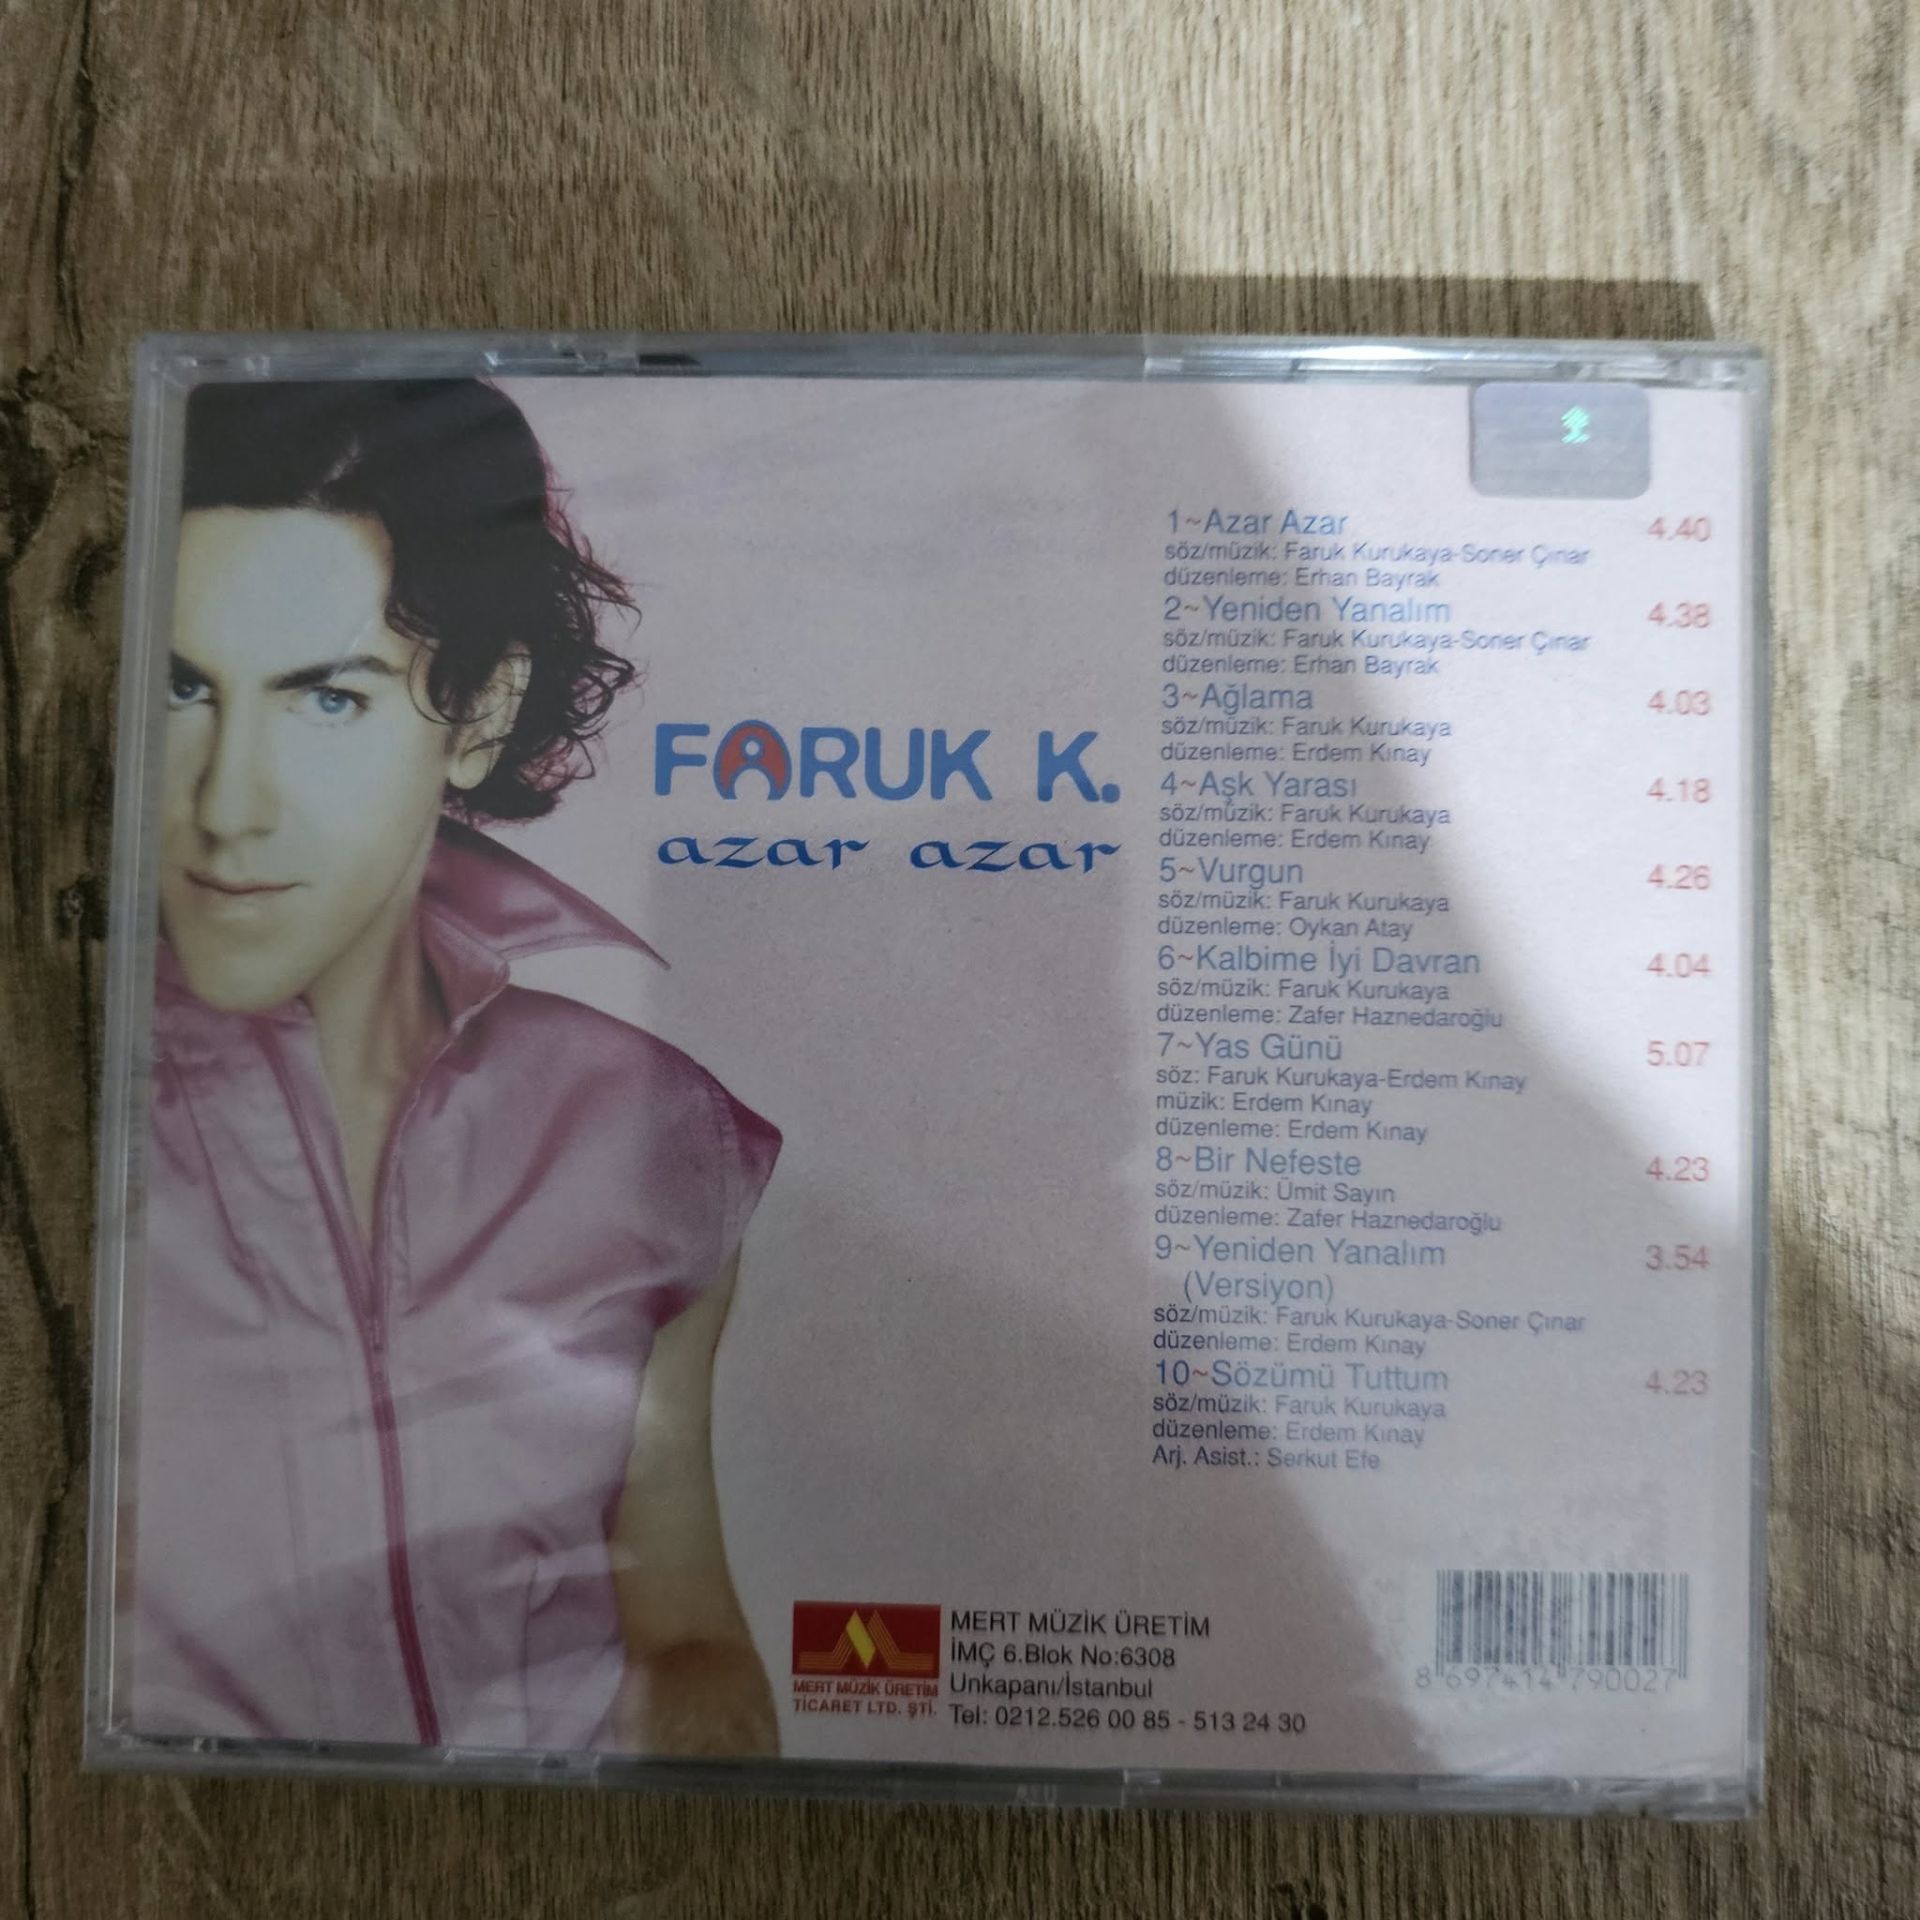 FARUK K.
azar azar
1~Azar Azar 4.40
söz/müzik: Faruk Kurukaya-Soner Çınar
düzenleme: Erhan Bayrak
2~Yeniden Yanalım 4.38
söz/müzik: Faruk Kurukaya-Soner Çınar
düzenleme: Erhan Bayrak
3~Ağlama 4.03
söz/müzik: Faruk Kurukaya
düzenleme: Erdem Kınay
4~Aşk Yarası 4.18
söz/müzik: Faruk Kurukaya
düzenleme: Erdem Kınay
5~Vurgun 4.26
söz/müzik: Faruk Kurukaya
düzenleme: Oykan Atay
6~Kalbime İyi Davran 4.04
söz/müzik: Faruk Kurukaya
düzenleme: Zafer Haznedaroğlu
7~Yas Günü 5.07
söz: Faruk Kurukaya-Erdem Kınay
müzik: Erdem Kınay
düzenleme: Erdem Kınay
8~Bir Nefeste 4.23
söz/müzik: Ümit Sayın
düzenleme: Zafer Haznedaroğlu
9~Yeniden Yanalım 3.54
(Versiyon)
söz/müzik: Faruk Kurukaya-Soner Çınar
düzenleme: Erdem Kınay
10~Sözümü Tuttum 4.23
söz/müzik: Faruk Kurukaya
düzenleme: Erdem Kınay
Arj. Asist.: Serkut Efe
MERT MÜZİK ÜRETİM
TİCARET LTD. ŞTİ.
MERT MÜZİK ÜRETİM
İMÇ 6.Blok No:6308
Unkapanı/İstanbul
Tel: 0212.526 00 85 - 513 24 30
8 697414 790027